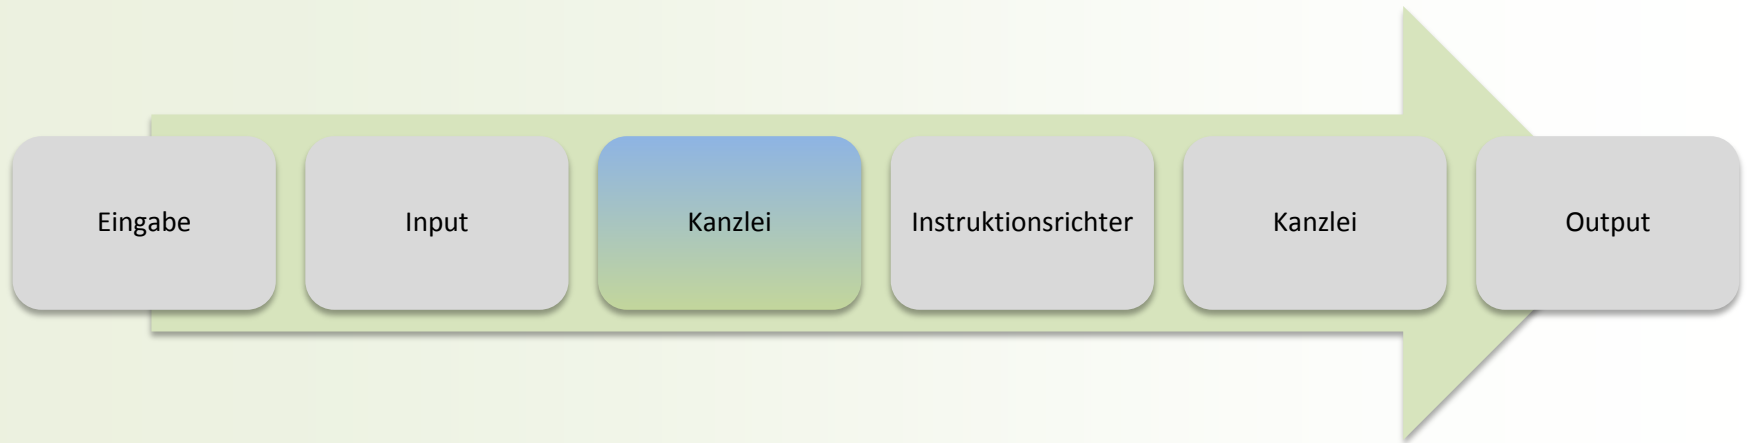 Eingabe
Input
Kanzlei
Instruktionsrichter
Kanzlei
Output